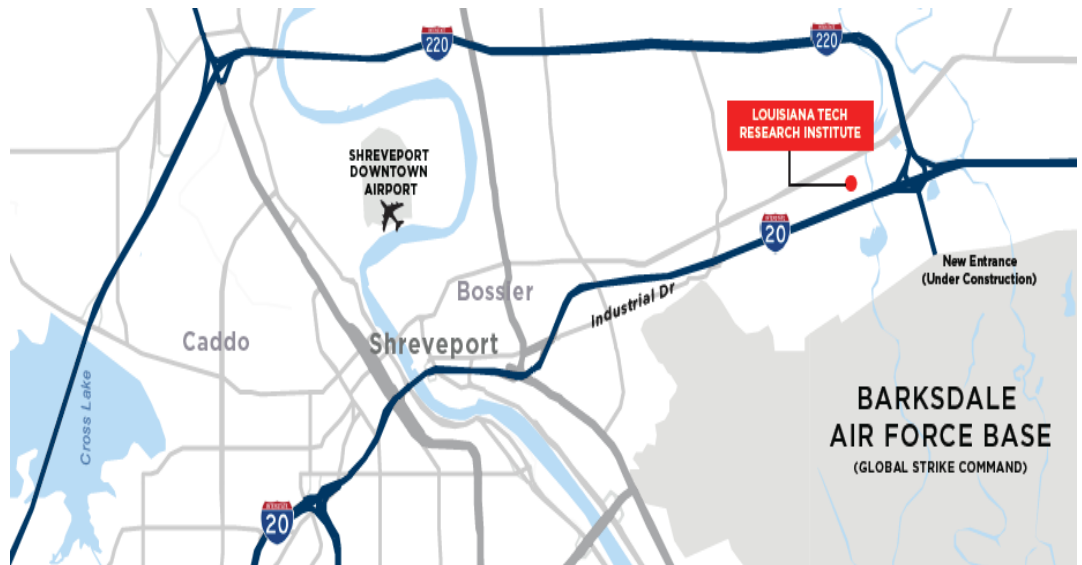 220
220
LOUISIANA TECH
RESEARCH INSTITUTE
SHREVEPORT
DOWNTOWN
AIRPORT
20
New Entrance
(Under Construction)
Bossier
Industrial Dr
Caddo
Shreveport
Cross Lake
BARKSDALE
AIR FORCE BASE
(GLOBAL STRIKE COMMAND)
20